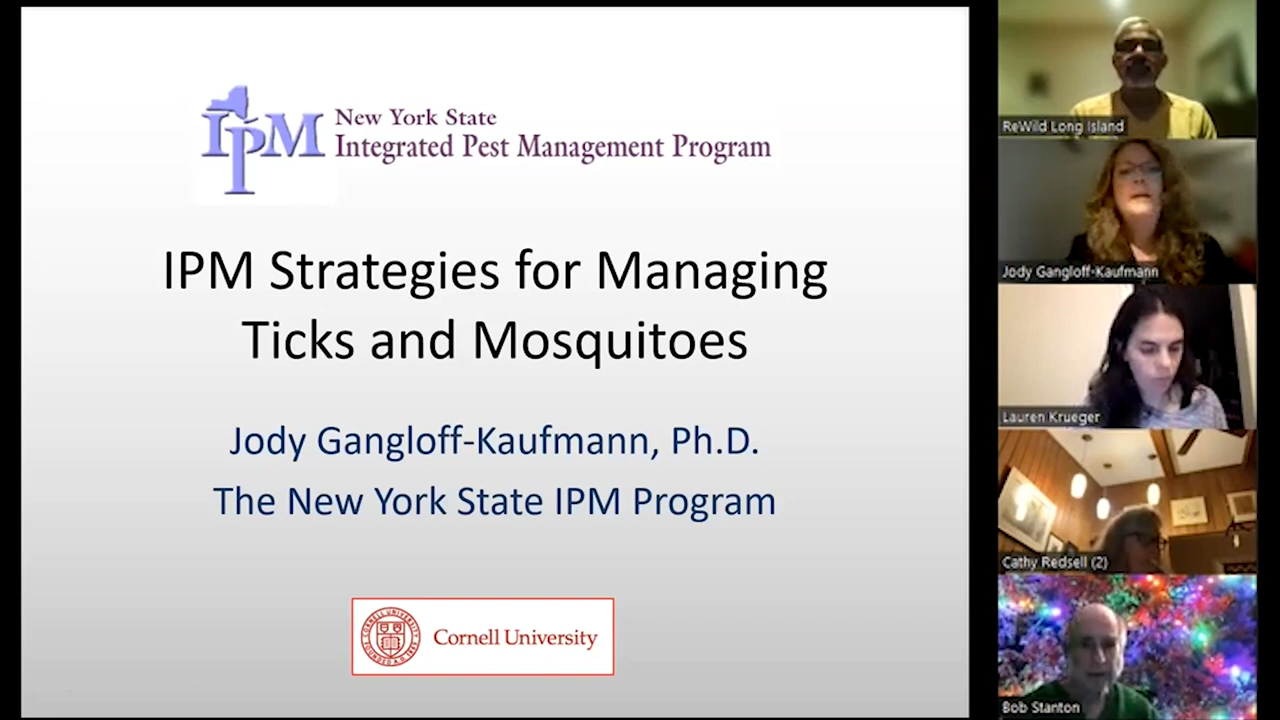 IPM
New York State
Integrated Pest Management Program
IPM Strategies for Managing
Ticks and Mosquitoes
Jody Gangloff-Kaufmann, Ph.D.
The New York State IPM Program
Cornell University
ReWild Long Island
Jody Gangloff-Kaufmann
Lauren Krueger
Cathy Redsell (2)
Bob Stanton